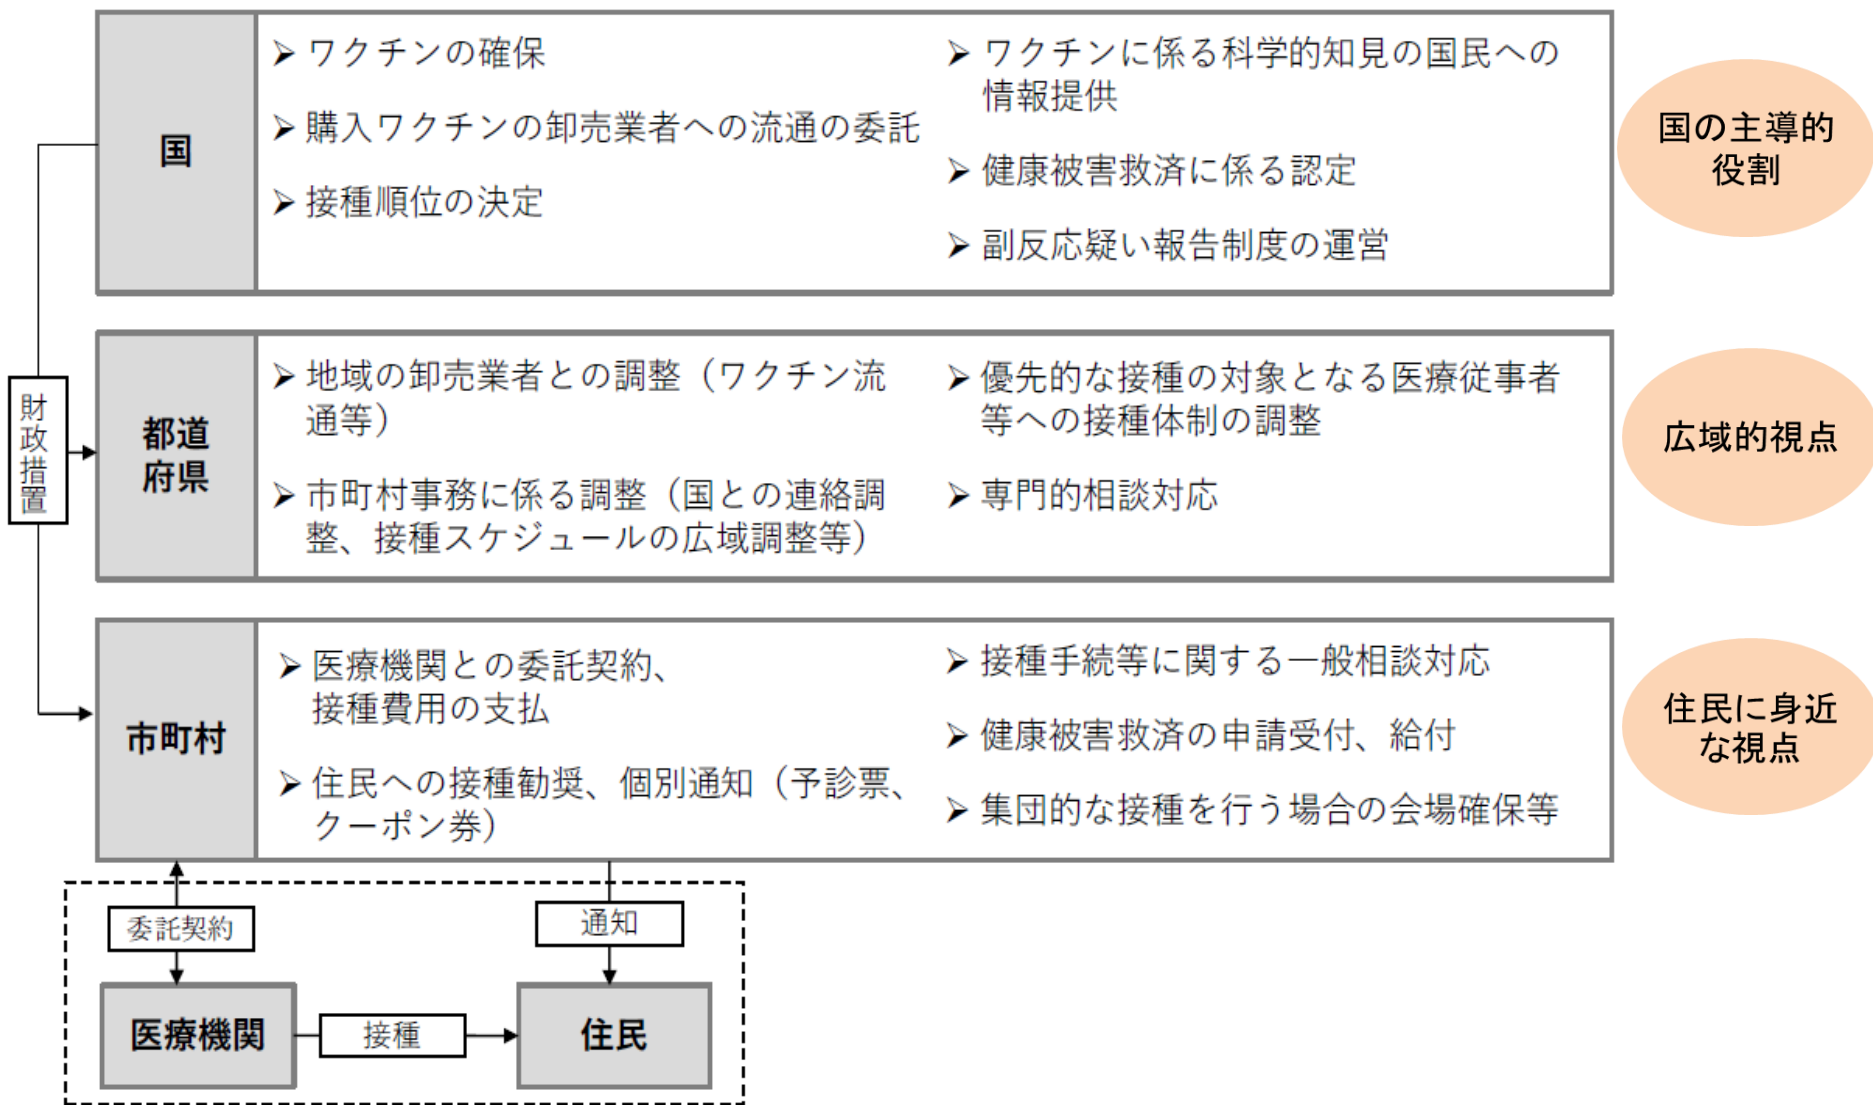 国
➢ ワクチンの確保
➢ 購入ワクチンの卸売業者への流通の委託
➢ 接種順位の決定
➢ ワクチンに係る科学的知見の国民への
情報提供
➢ 健康被害救済に係る認定
➢ 副反応疑い報告制度の運営
国の主導的
役割
財政措置
都道
府県
➢ 地域の卸売業者との調整（ワクチン流
通等）
➢ 市町村事務に係る調整（国との連絡調
整、接種スケジュールの広域調整等）
➢ 優先的な接種の対象となる医療従事者
等への接種体制の調整
➢ 専門的相談対応
広域的視点
市町村
➢ 医療機関との委託契約、
接種費用の支払
➢ 住民への接種勧奨、個別通知（予診票、
クーポン券）
➢ 接種手続等に関する一般相談対応
➢ 健康被害救済の申請受付、給付
➢ 集団的な接種を行う場合の会場確保等
住民に身近
な視点
委託契約
通知
医療機関
接種
住民